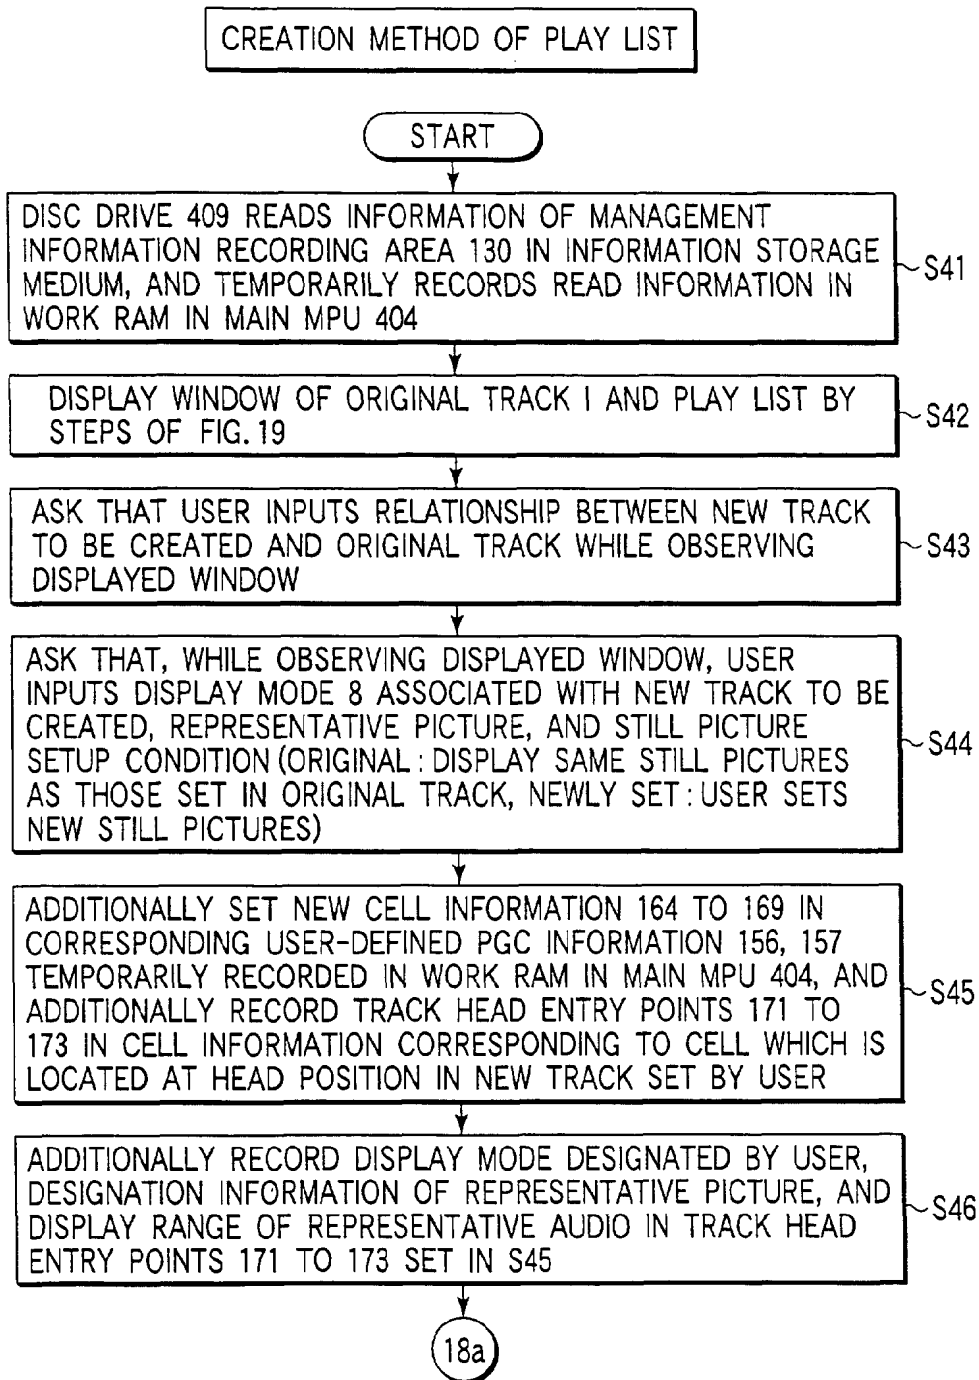 CREATION METHOD OF PLAY LIST
START
DISC DRIVE 409 READS INFORMATION OF MANAGEMENT
INFORMATION RECORDING AREA 130 IN INFORMATION STORAGE
MEDIUM, AND TEMPORARILY RECORDS READ INFORMATION IN
WORK RAM IN MAIN MPU 404
S41
DISPLAY WINDOW OF ORIGINAL TRACK I AND PLAY LIST BY
STEPS OF FIG. 19
S42
ASK THAT USER INPUTS RELATIONSHIP BETWEEN NEW TRACK
TO BE CREATED AND ORIGINAL TRACK WHILE OBSERVING
DISPLAYED WINDOW
S43
ASK THAT, WHILE OBSERVING DISPLAYED WINDOW, USER
INPUTS DISPLAY MODE 8 ASSOCIATED WITH NEW TRACK TO BE
CREATED, REPRESENTATIVE PICTURE, AND STILL PICTURE
SETUP CONDITION (ORIGINAL : DISPLAY SAME STILL PICTURES
AS THOSE SET IN ORIGINAL TRACK, NEWLY SET : USER SETS
NEW STILL PICTURES)
S44
ADDITIONALLY SET NEW CELL INFORMATION 164 TO 169 IN
CORRESPONDING USER-DEFINED PGC INFORMATION 156, 157
TEMPORARILY RECORDED IN WORK RAM IN MAIN MPU 404, AND
ADDITIONALLY RECORD TRACK HEAD ENTRY POINTS 171 TO
173 IN CELL INFORMATION CORRESPONDING TO CELL WHICH IS
LOCATED AT HEAD POSITION IN NEW TRACK SET BY USER
S45
ADDITIONALLY RECORD DISPLAY MODE DESIGNATED BY USER,
DESIGNATION INFORMATION OF REPRESENTATIVE PICTURE, AND
DISPLAY RANGE OF REPRESENTATIVE AUDIO IN TRACK HEAD
ENTRY POINTS 171 TO 173 SET IN S45
S46
18a